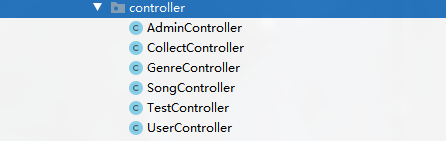 controller
AdminController
CollectController
GenreController
SongController
TestController
UserController